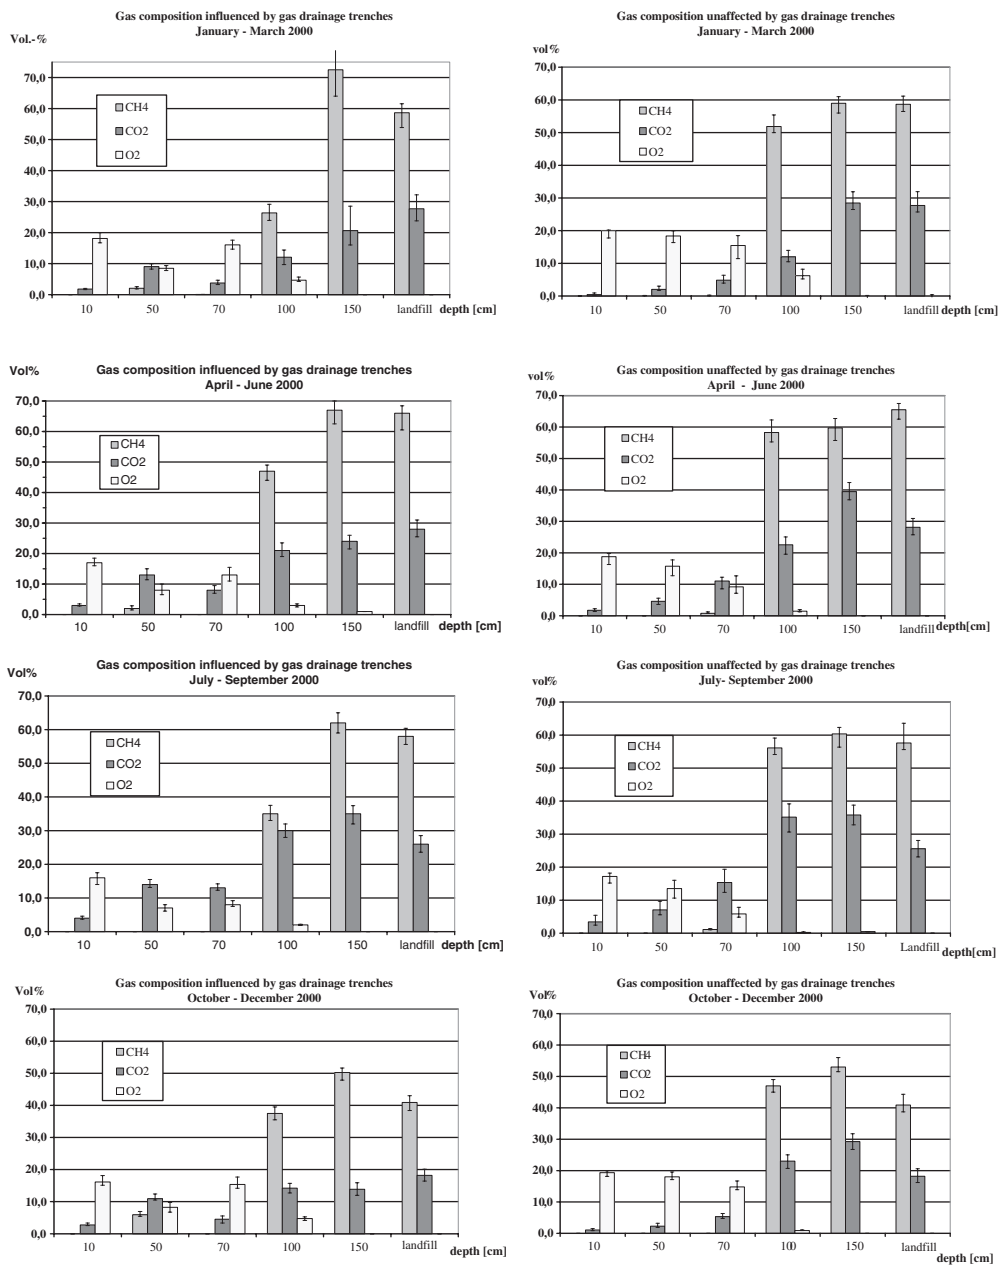 Gas composition influenced by gas drainage trenches
January - March 2000
Vol.-%
70,0
60,0
50,0
40,0
30,0
20,0
10,0
0,0
CH4
CO2
O2
10 50 70 100 150 landfill depth [cm]
Gas composition unaffected by gas drainage trenches
January - March 2000
vol%
70,0
60,0
50,0
40,0
30,0
20,0
10,0
0,0
CH4
CO2
O2
10 50 70 100 150 landfill depth [cm]
Gas composition influenced by gas drainage trenches
April - June 2000
Vol%
70,0
60,0
50,0
40,0
30,0
20,0
10,0
0,0
CH4
CO2
O2
10 50 70 100 150 landfill depth [cm]
Gas composition unaffected by gas drainage trenches
April - June 2000
vol%
70,0
60,0
50,0
40,0
30,0
20,0
10,0
0,0
CH4
CO2
O2
10 50 70 100 150 landfill depth[cm]
Gas composition influenced by gas drainage trenches
July - September 2000
Vol%
70,0
60,0
50,0
40,0
30,0
20,0
10,0
0,0
CH4
CO2
O2
10 50 70 100 150 landfill depth [cm]
Gas composition unaffected by gas drainage trenches
July- September 2000
vol%
70,0
60,0
50,0
40,0
30,0
20,0
10,0
0,0
CH4
CO2
O2
10 50 70 100 150 Landfill depth[cm]
Gas composition influenced by gas drainage trenches
October - December 2000
Vol%
70,0
60,0
50,0
40,0
30,0
20,0
10,0
0,0
CH4
CO2
O2
10 50 70 100 150 landfill
depth [cm]
Gas composition unaffected by gas drainage trenches
October - December 2000
Vol%
70,0
60,0
50,0
40,0
30,0
20,0
10,0
0,0
CH4
CO2
O2
10 50 70 100 150 landfill
depth [cm]